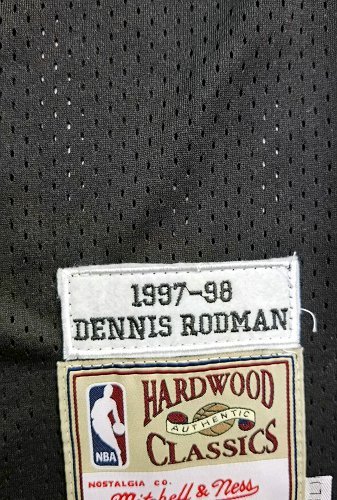 1997-98
DENNIS RODMAN
HARDWOOD
AUTHENTIC
CLASSICS
NBA
NOSTALGIA CO.
Mitchell & Ness